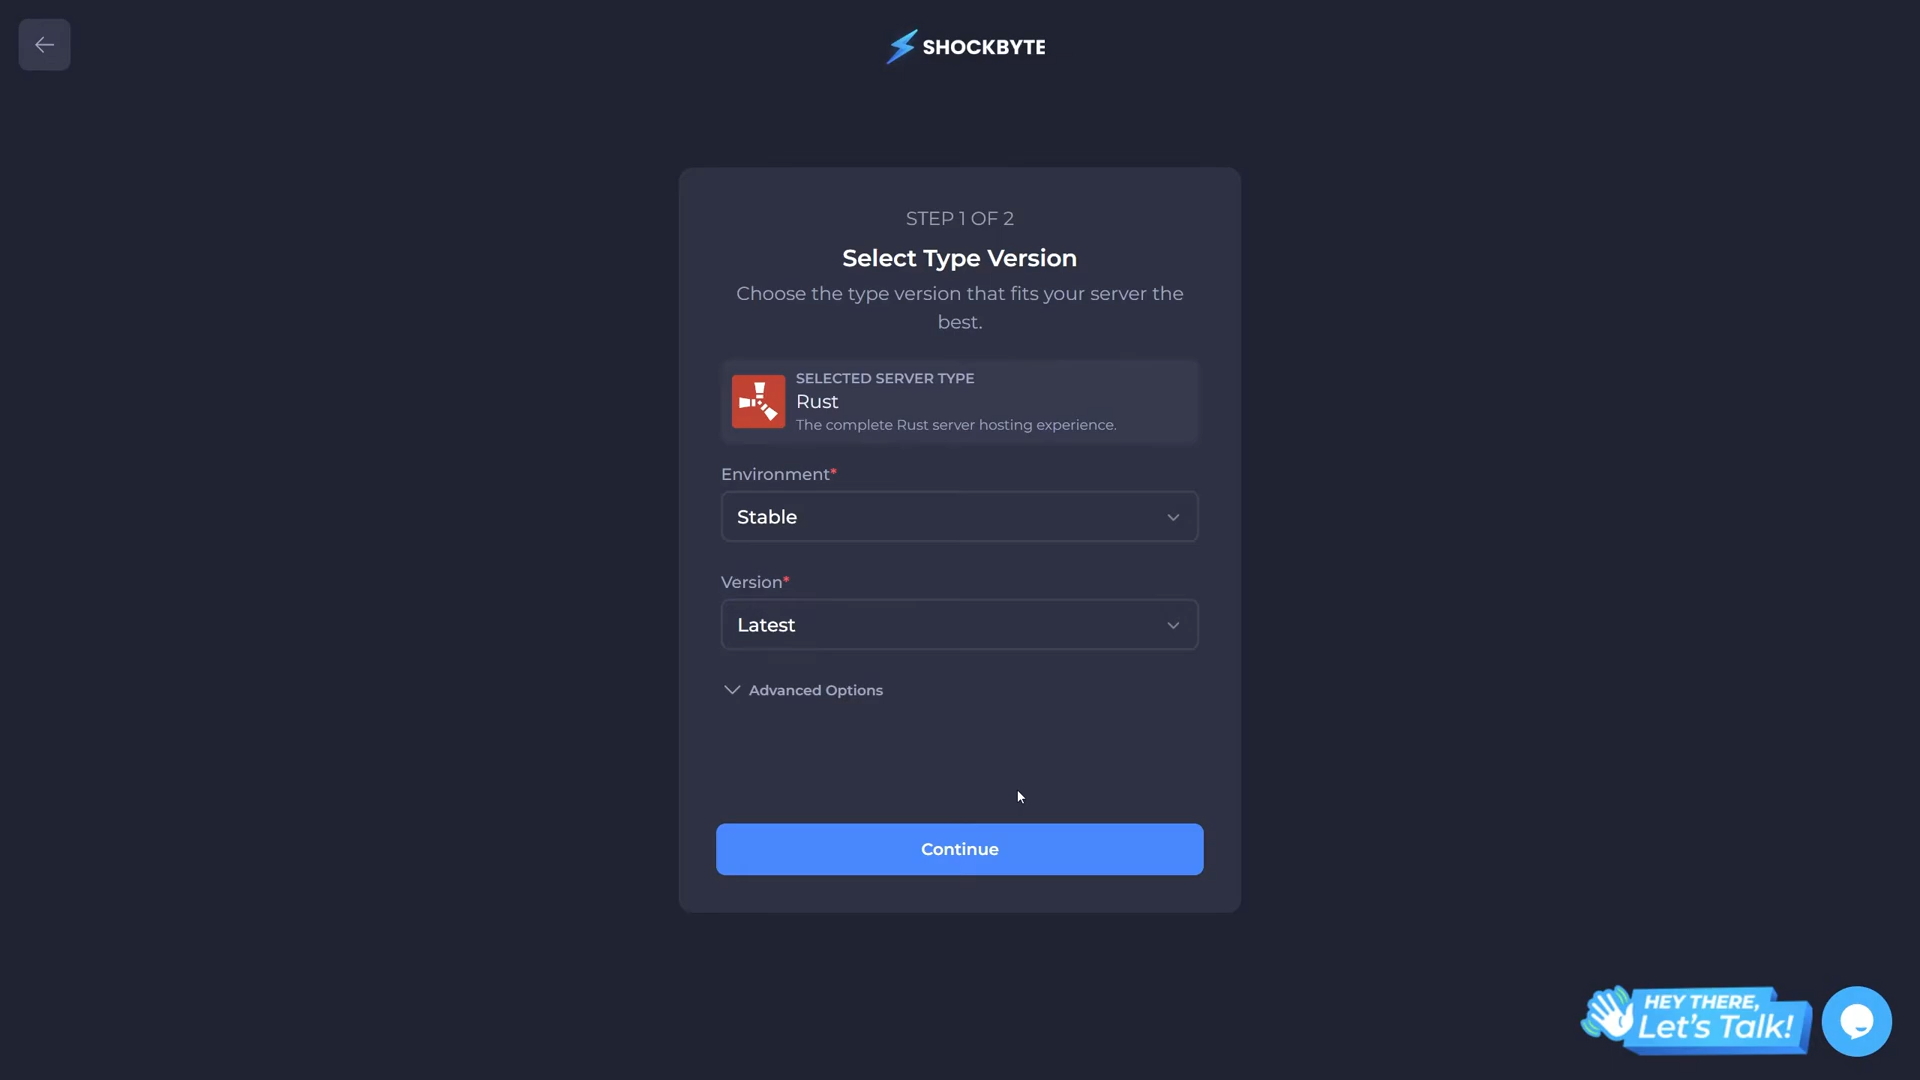 SHOCKBYTE
STEP 1 OF 2
Select Type Version
Choose the type version that fits your server the
best.
SELECTED SERVER TYPE
Rust
The complete Rust server hosting experience.
Environment*
Stable
Version*
Latest
Advanced Options
Continue
HEY THERE,
Let's Talk!